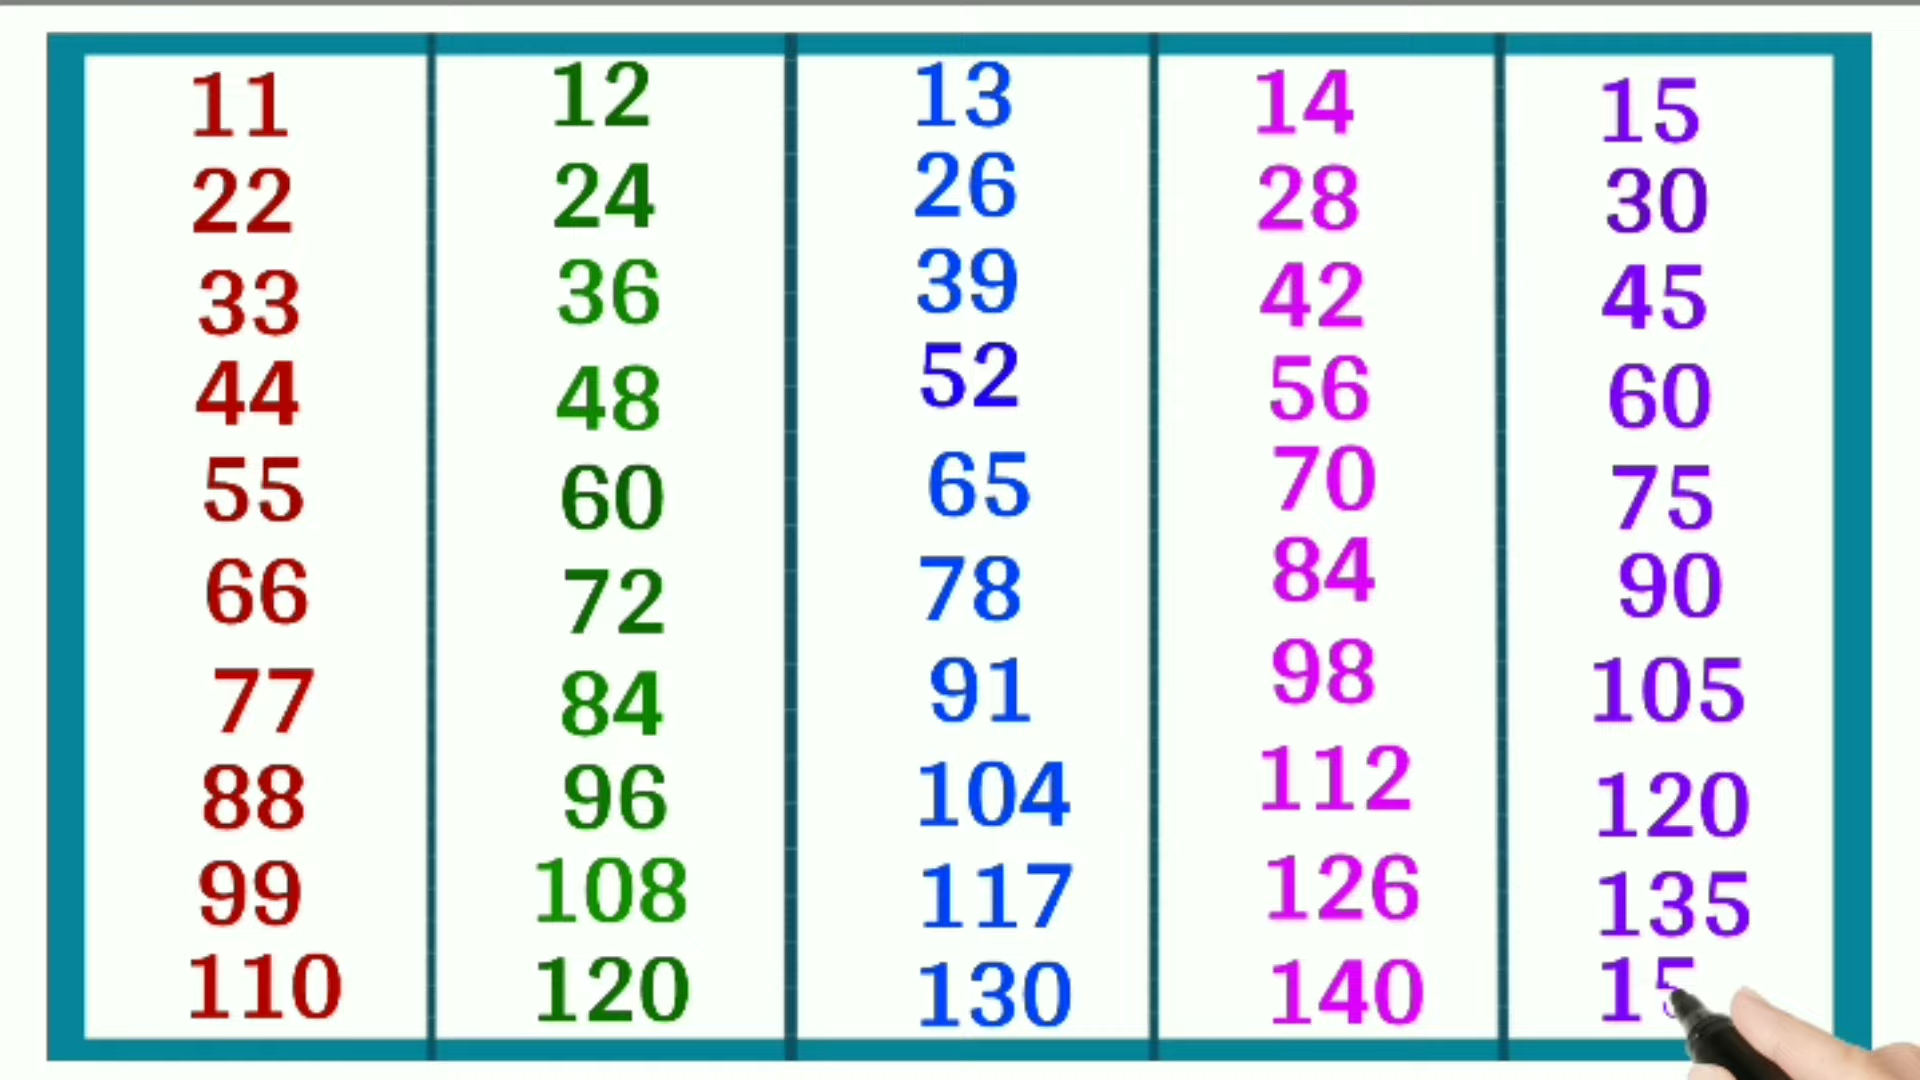 11 12 13 14 15
22 24 26 28 30
33 36 39 42 45
44 48 52 56 60
55 60 65 70 75
66 72 78 84 90
77 84 91 98 105
88 96 104 112 120
99 108 117 126 135
110 120 130 140 15